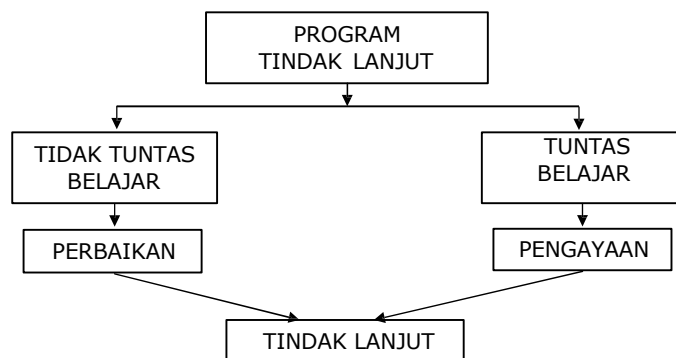 PROGRAM
TINDAK LANJUT
TIDAK TUNTAS
BELAJAR
TUNTAS
BELAJAR
PERBAIKAN
PENGAYAAN
TINDAK LANJUT